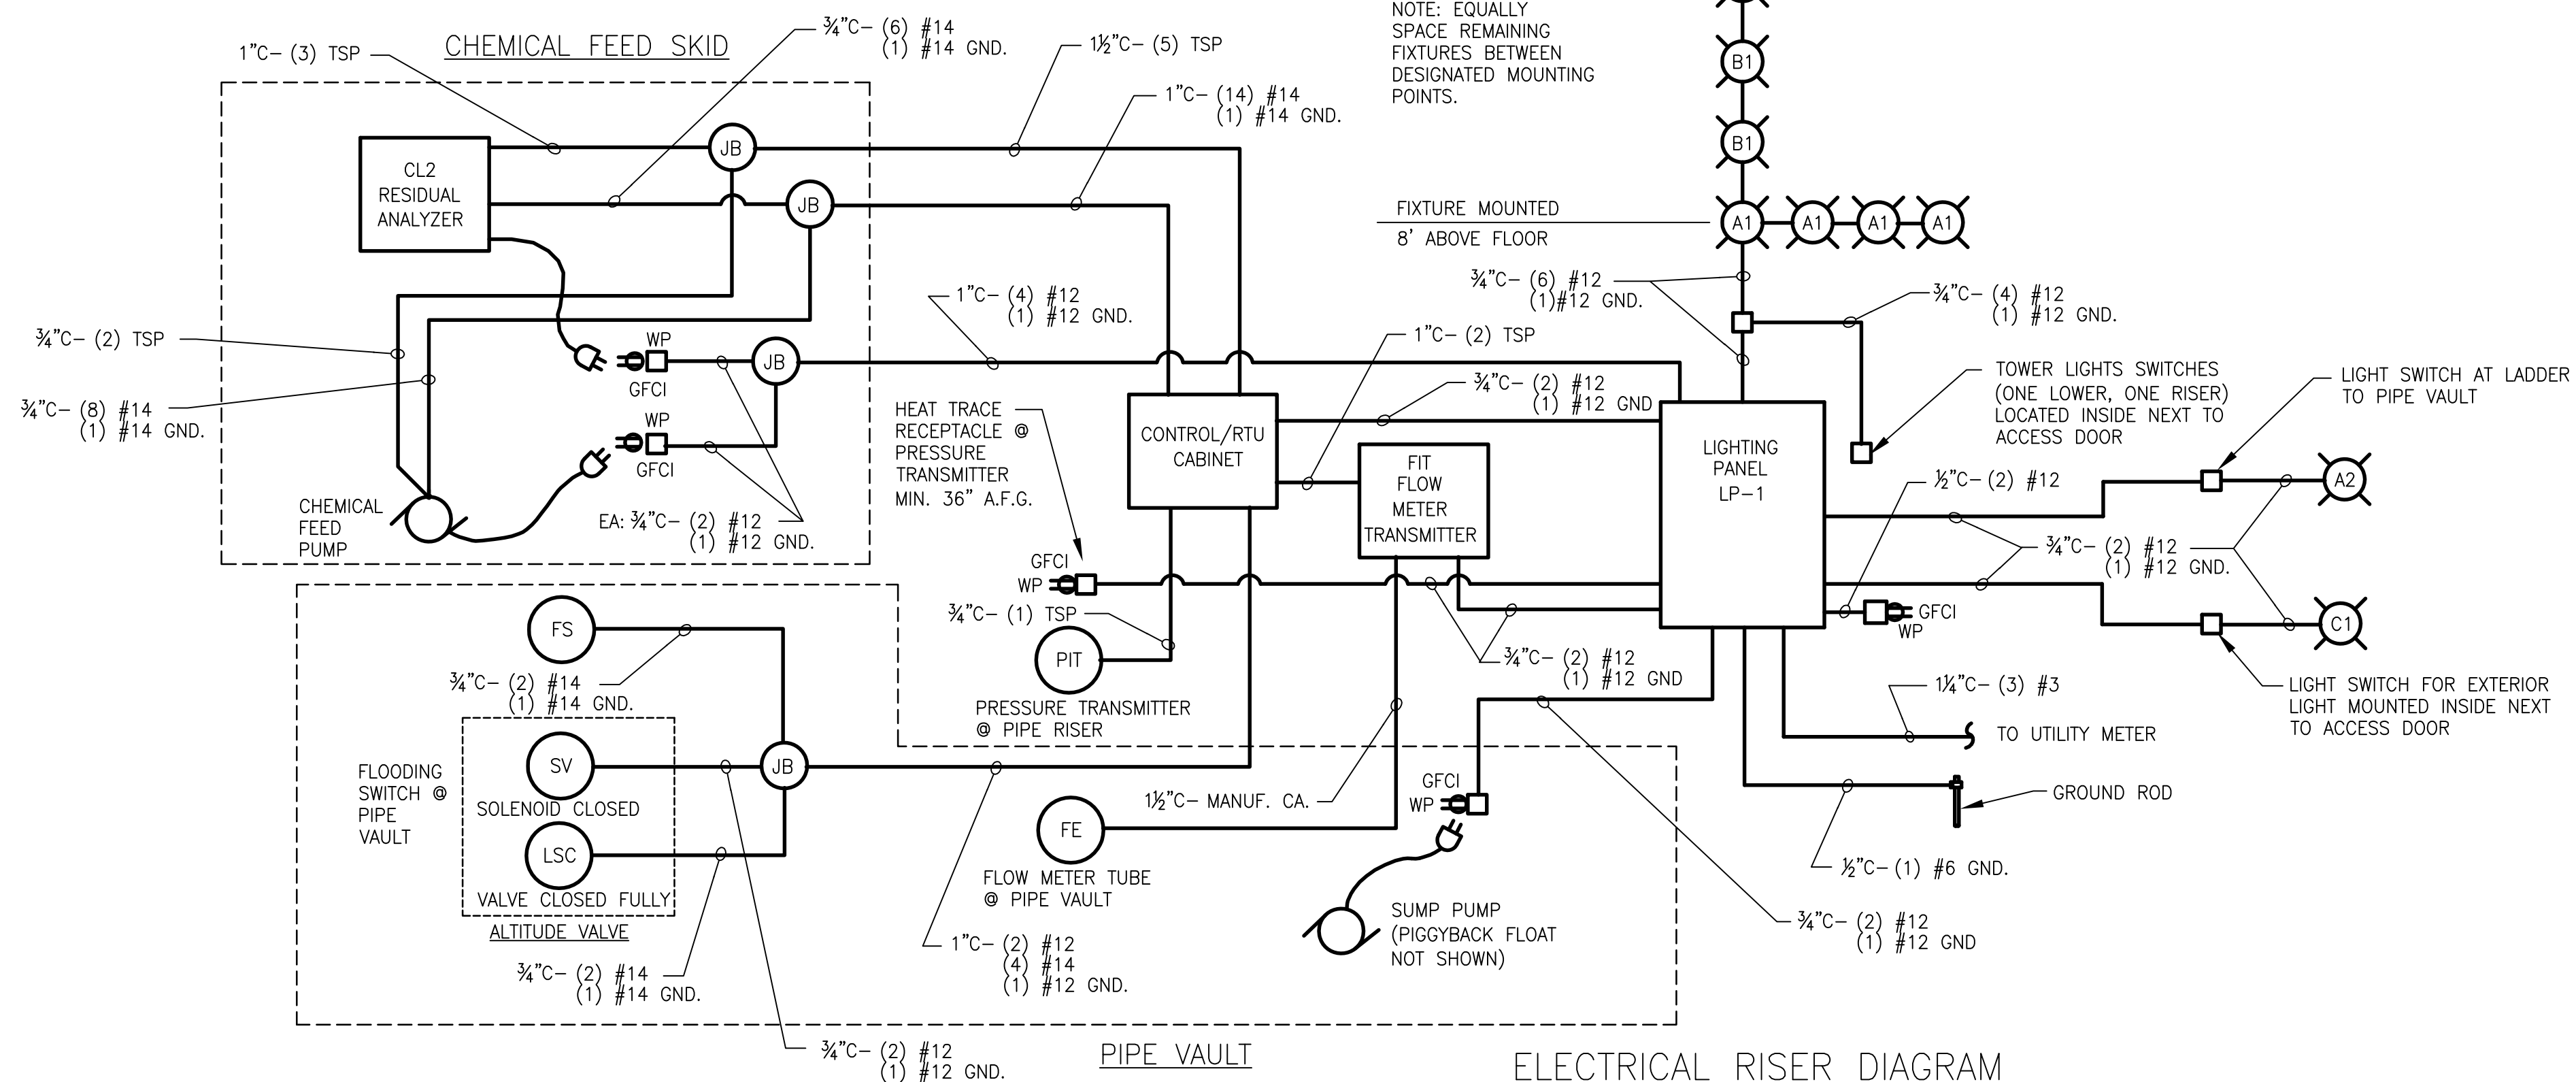 NOTE: EQUALLY
SPACE REMAINING
FIXTURES BETWEEN
DESIGNATED MOUNTING
POINTS.
CHEMICAL FEED SKID
1"C- (3) TSP
¾"C- (6) #14
(1) #14 GND.
1½"C- (5) TSP
1"C- (14) #14
(1) #14 GND.
B1
B1
CL2
RESIDUAL
ANALYZER
JB
JB
FIXTURE MOUNTED
8' ABOVE FLOOR
A1
A1
A1
A1
¾"C- (6) #12
(1)#12 GND.
¾"C- (4) #12
(1) #12 GND.
1"C- (4) #12
(1) #12 GND.
¾"C- (2) TSP
WP
GFCI
JB
1"C- (2) TSP
TOWER LIGHTS SWITCHES
(ONE LOWER, ONE RISER)
LOCATED INSIDE NEXT TO
ACCESS DOOR
LIGHT SWITCH AT LADDER
TO PIPE VAULT
¾"C- (8) #14
(1) #14 GND.
WP
GFCI
HEAT TRACE
RECEPTACLE @
PRESSURE
TRANSMITTER
MIN. 36" A.F.G.
¾"C- (2) #12
(1) #12 GND
CONTROL/RTU
CABINET
FIT
FLOW
METER
TRANSMITTER
LIGHTING
PANEL
LP-1
½"C- (2) #12
A2
CHEMICAL
FEED
PUMP
EA: ¾"C- (2) #12
(1) #12 GND.
¾"C- (2) #12
(1) #12 GND.
GFCI
WP
GFCI
WP
C1
FS
¾"C- (1) TSP
PIT
PRESSURE TRANSMITTER
@ PIPE RISER
¾"C- (2) #12
(1) #12 GND
¾"C- (2) #14
(1) #14 GND.
1¼"C- (3) #3
LIGHT SWITCH FOR EXTERIOR
LIGHT MOUNTED INSIDE NEXT
TO ACCESS DOOR
TO UTILITY METER
FLOODING
SWITCH @
PIPE
VAULT
SV
SOLENOID CLOSED
JB
LSC
VALVE CLOSED FULLY
ALTITUDE VALVE
1½"C- MANUF. CA.
GFCI
WP
GROUND ROD
FE
FLOW METER TUBE
@ PIPE VAULT
½"C- (1) #6 GND.
SUMP PUMP
(PIGGYBACK FLOAT
NOT SHOWN)
¾"C- (2) #12
(1) #12 GND
¾"C- (2) #14
(1) #14 GND.
1"C- (2) #12
(4) #14
(1) #12 GND.
¾"C- (2) #12
(1) #12 GND.
PIPE VAULT
ELECTRICAL RISER DIAGRAM